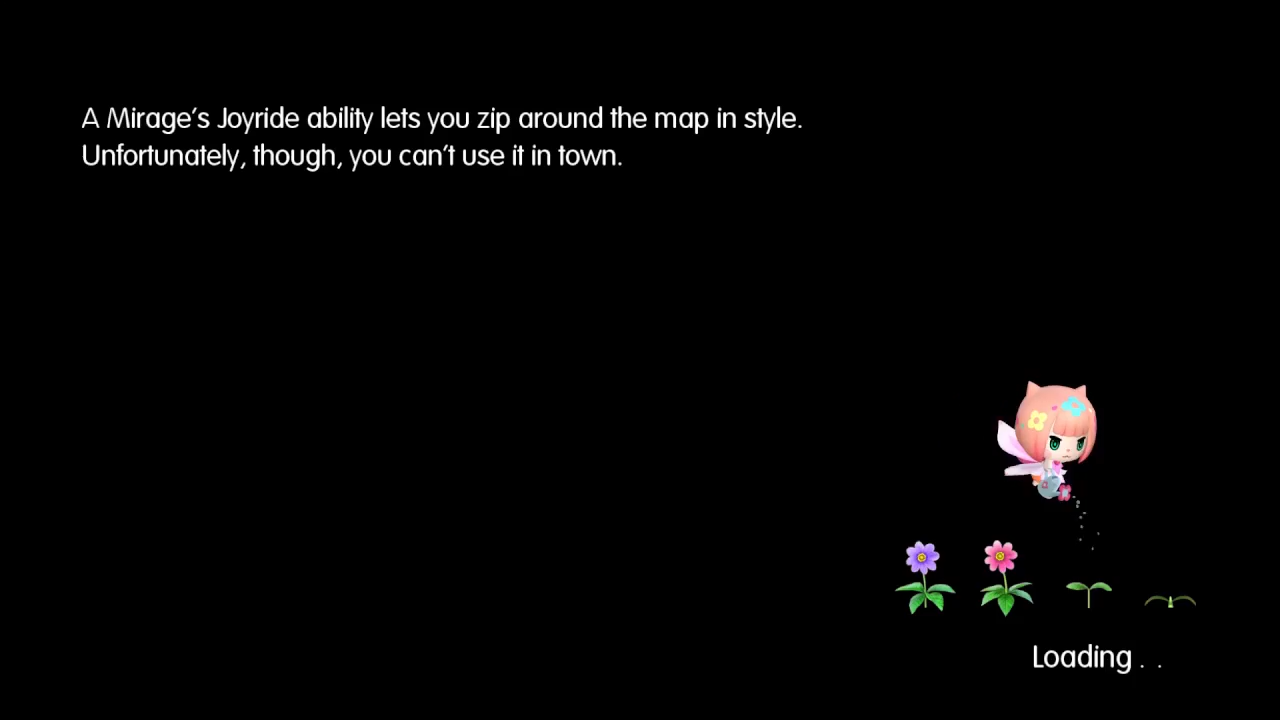 A Mirage's Joyride ability lets you zip around the map in style.
Unfortunately, though, you can't use it in town.
Loading . .